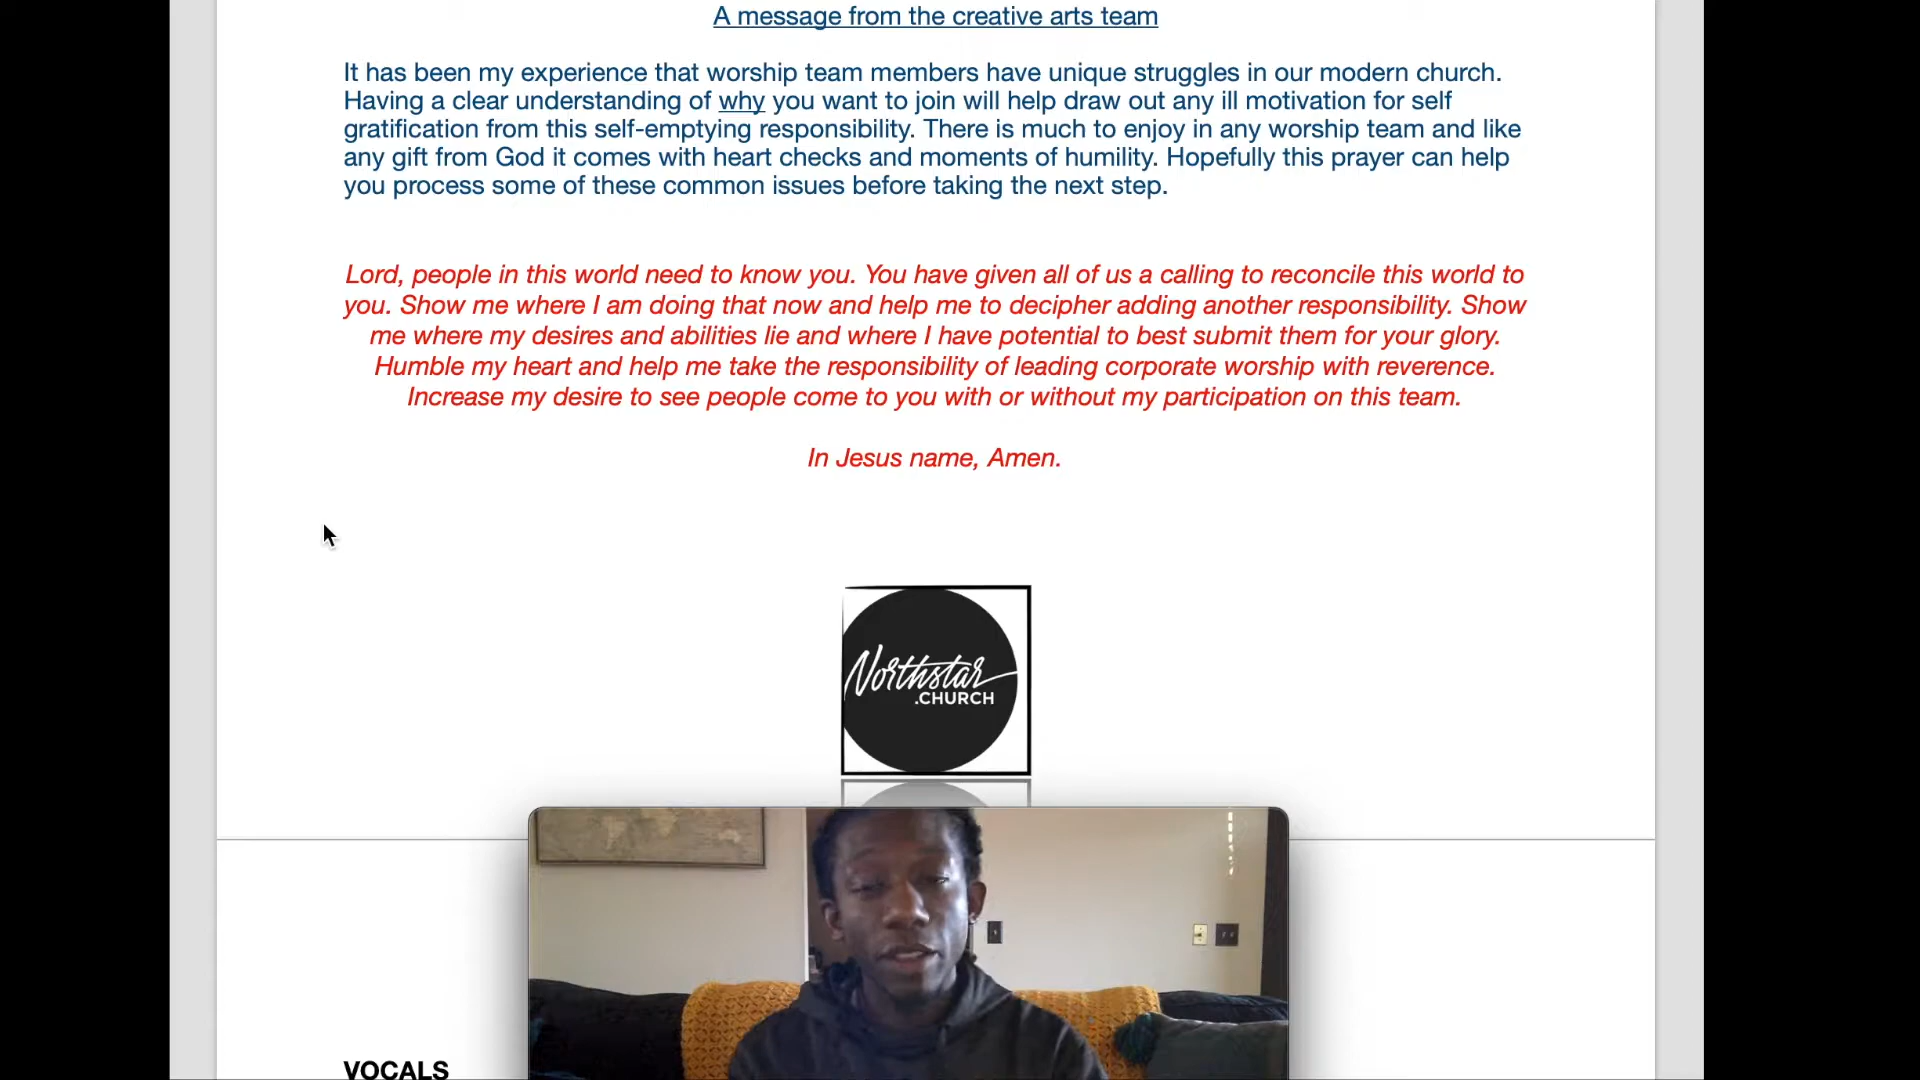 A message from the creative arts team
It has been my experience that worship team members have unique struggles in our modern church.
Having a clear understanding of why you want to join will help draw out any ill motivation for self
gratification from this self-emptying responsibility. There is much to enjoy in any worship team and like
any gift from God it comes with heart checks and moments of humility. Hopefully this prayer can help
you process some of these common issues before taking the next step.
Lord, people in this world need to know you. You have given all of us a calling to reconcile this world to
you. Show me where I am doing that now and help me to decipher adding another responsibility. Show
me where my desires and abilities lie and where I have potential to best submit them for your glory.
Humble my heart and help me take the responsibility of leading corporate worship with reverence.
Increase my desire to see people come to you with or without my participation on this team.
In Jesus name, Amen.
Northstar
.CHURCH
VOCALS